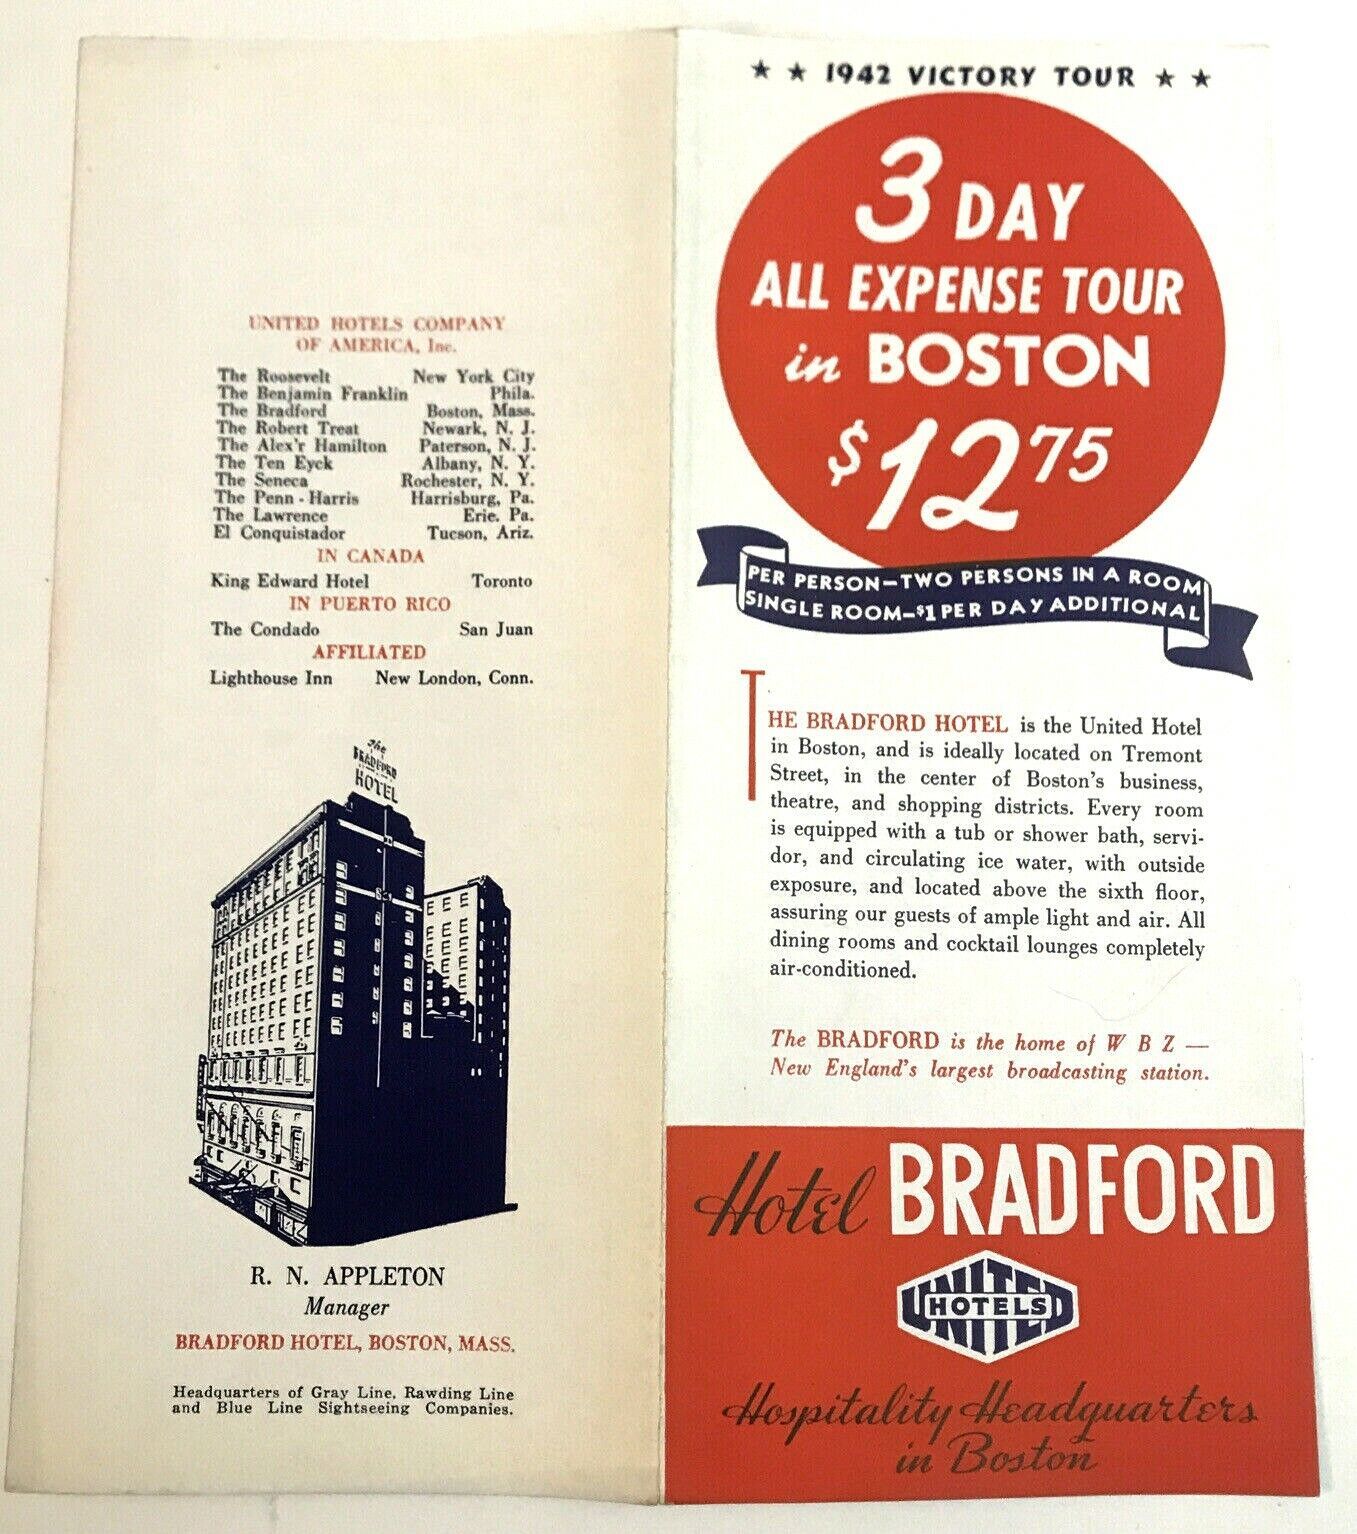 UNITED HOTELS COMPANY
OF AMERICA, Inc.
The Roosevelt New York City
The Benjamin Franklin Phila.
The Bradford Boston, Mass.
The Robert Treat Newark, N. J.
The Alex'r Hamilton Paterson, N. J.
The Ten Eyck Albany, N. Y.
The Seneca Rochester, N. Y.
The Penn - Harris Harrisburg, Pa.
The Lawrence Erie, Pa.
El Conquistador Tucson, Ariz.
IN CANADA
King Edward Hotel Toronto
IN PUERTO RICO
The Condado San Juan
AFFILIATED
Lighthouse Inn New London, Conn.
The
BRADFORD
HOTEL
R. N. APPLETON
Manager
BRADFORD HOTEL, BOSTON, MASS.
Headquarters of Gray Line, Rawding Line
and Blue Line Sightseeing Companies.
★ ★ 1942 VICTORY TOUR ★ ★
3 DAY
ALL EXPENSE TOUR
in BOSTON
$12 75
PER PERSON—TWO PERSONS IN A ROOM
SINGLE ROOM—$1 PER DAY ADDITIONAL
THE BRADFORD HOTEL is the United Hotel
in Boston, and is ideally located on Tremont
Street, in the center of Boston's business,
theatre, and shopping districts. Every room
is equipped with a tub or shower bath, servi-
dor, and circulating ice water, with outside
exposure, and located above the sixth floor,
assuring our guests of ample light and air. All
dining rooms and cocktail lounges completely
air-conditioned.
The BRADFORD is the home of W B Z —
New England's largest broadcasting station.
Hotel BRADFORD
UNITED
HOTELS
Hospitality Headquarters
in Boston